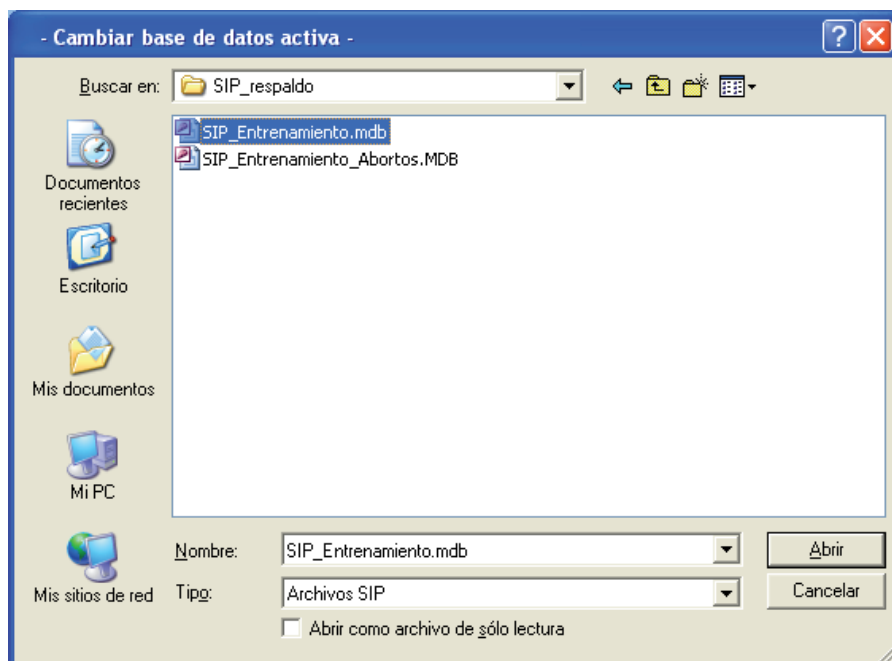 - Cambiar base de datos activa -
Buscar en:
SIP_respaldo
SIP_Entrenamiento.mdb
SIP_Entrenamiento_Abortos.MDB
Documentos
recientes
Escritorio
Mis documentos
Mi PC
Mis sitios de red
Nombre:
SIP_Entrenamiento.mdb
Abrir
Tipo:
Archivos SIP
Cancelar
Abrir como archivo de sólo lectura